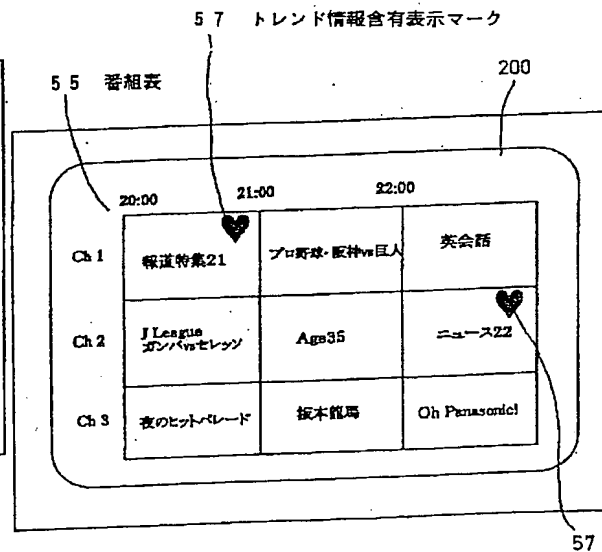 57 トレンド情報含有表示マーク
55 番組表
200
20:00 21:00 22:00
Ch 1 報道特集21 プロ野球・阪神vs巨人 英会話
Ch 2 J League ガンバvsセレッソ Age35 ニュース22
Ch 3 夜のヒットパレード 坂本龍馬 Oh Panasonic!
57